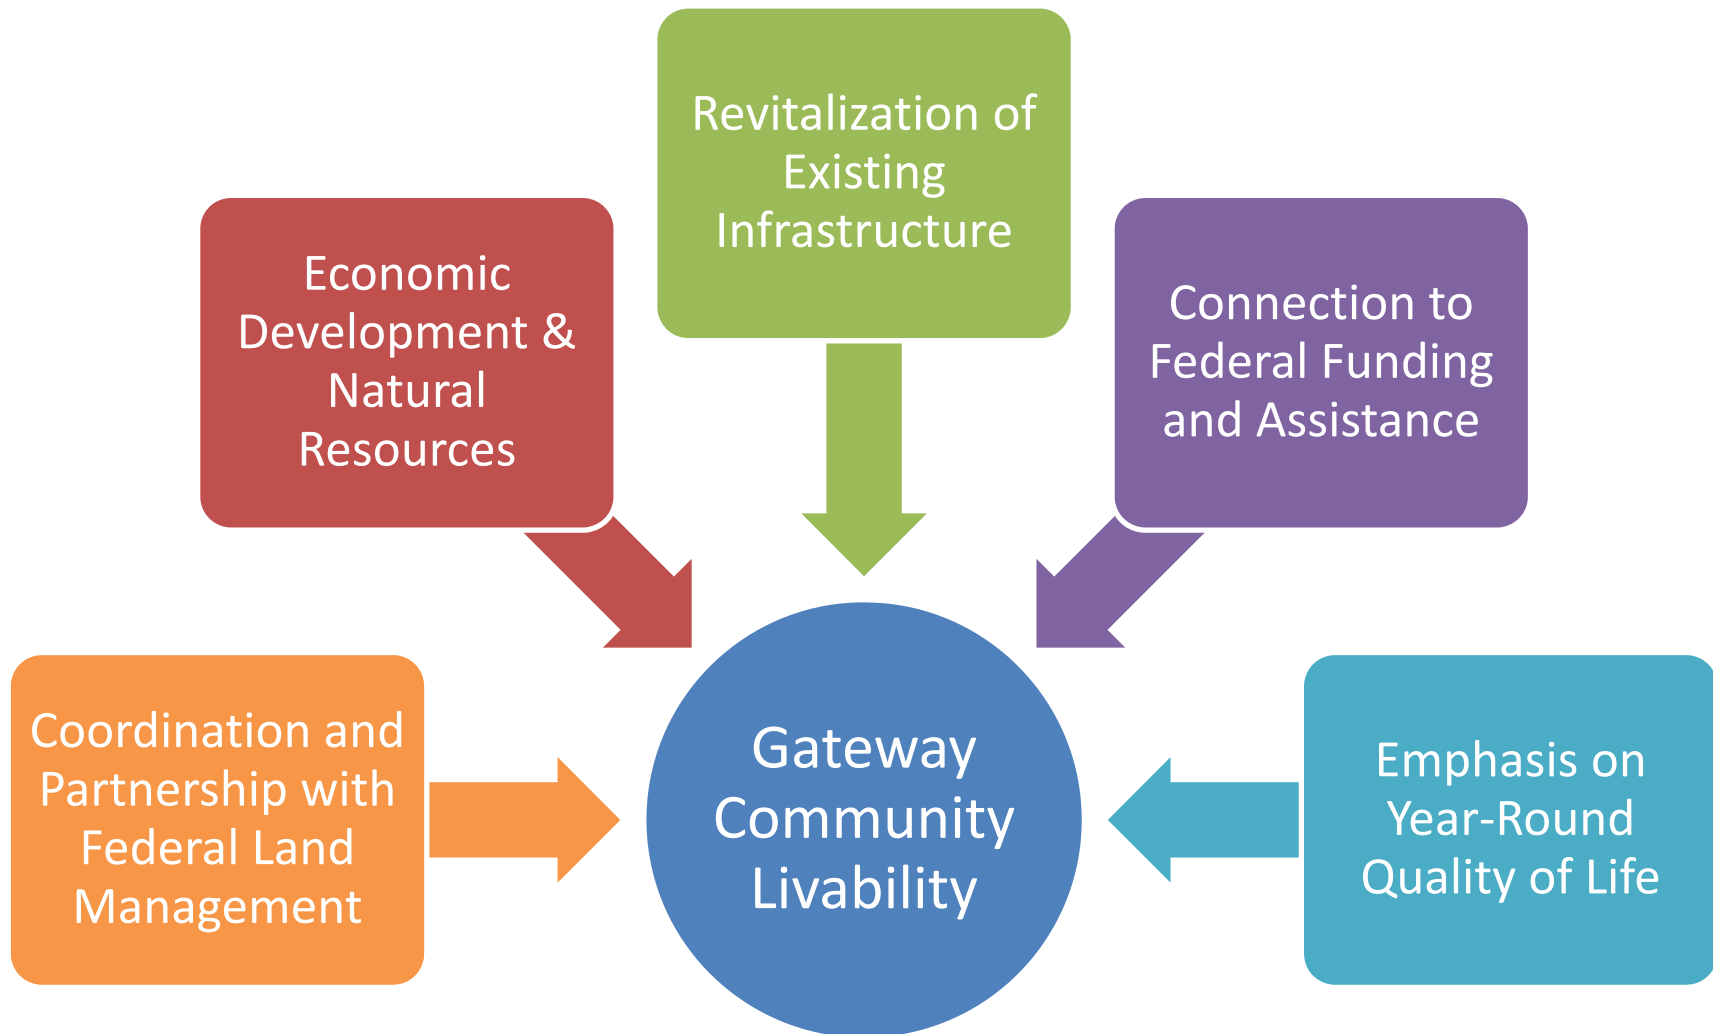 Revitalization of
Existing
Infrastructure
Economic
Development &
Natural
Resources
Connection to
Federal Funding
and Assistance
Coordination and
Partnership with
Federal Land
Management
Gateway
Community
Livability
Emphasis on
Year-Round
Quality of Life